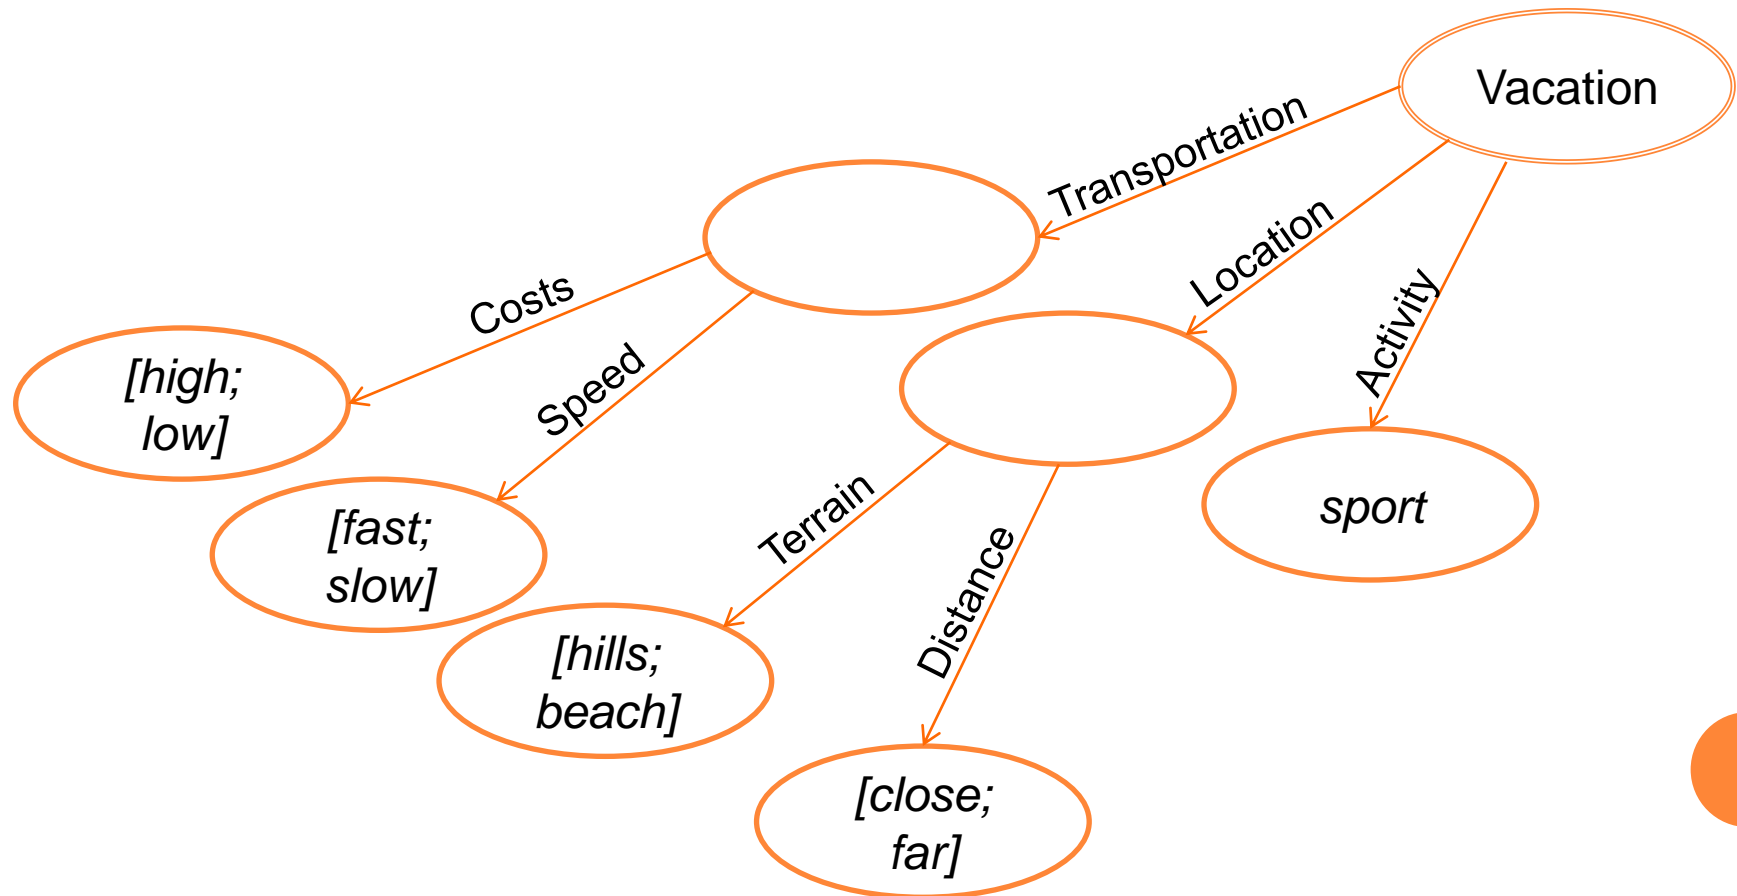 Vacation
Transportation
Location
Activity
Costs
Speed
[high;
low]
[fast;
slow]
Terrain
Distance
sport
[hills;
beach]
[close;
far]